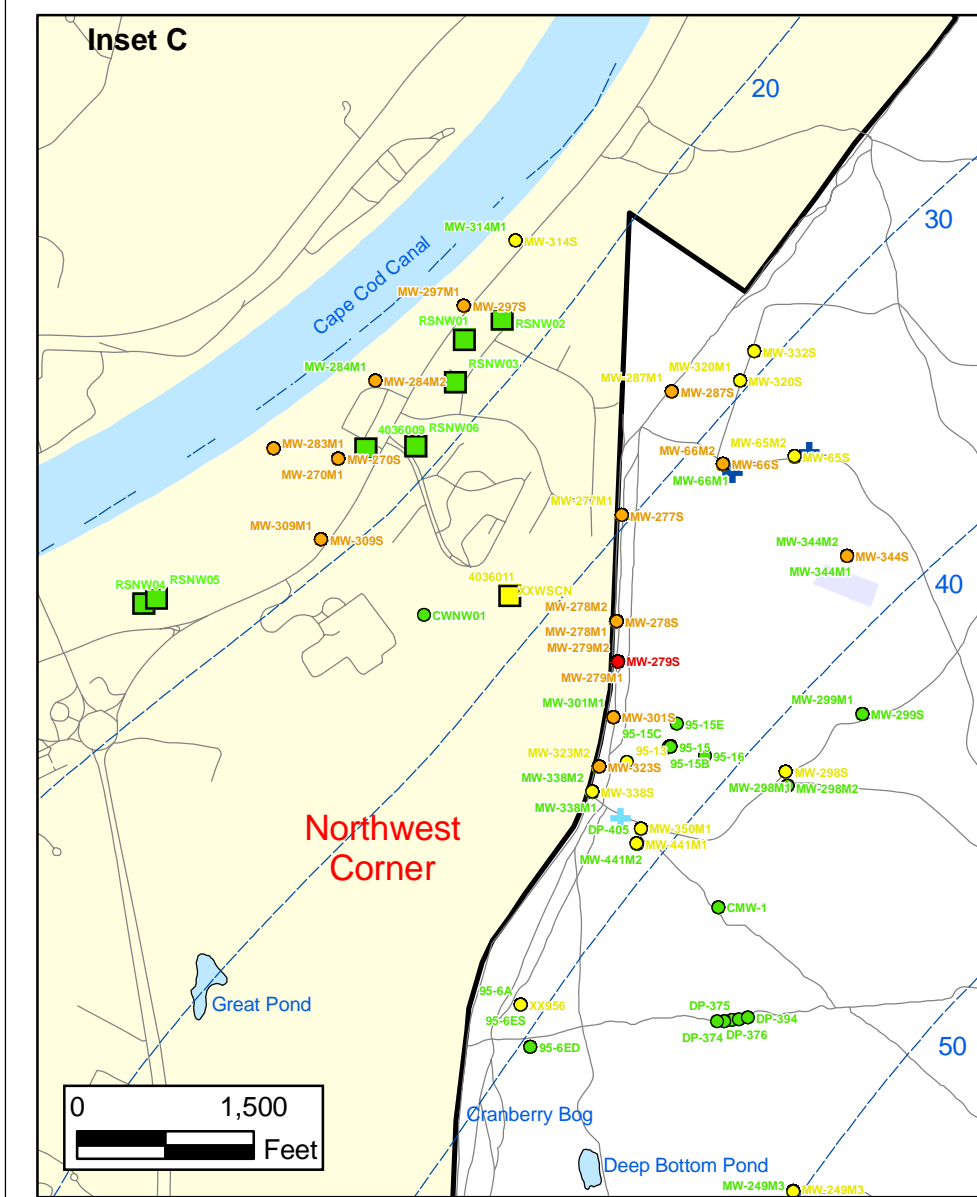 Inset C
20
30
Cape Cod Canal
MW-314M1
MW-314S
MW-297M1
MW-297S
RSNW01
RSNW02
MW-332S
RSNW03
MW-320M1
MW-284M1
MW-284M2
MW-287M1
MW-320S
MW-287S
4036009
RSNW06
MW-283M1
MW-270S
MW-270M1
MW-65M2
MW-66M2
MW-65S
MW-66S
MW-66M1
MW-277M1
MW-277S
MW-309M1
MW-309S
MW-344M2
MW-344S
MW-344M1
40
RSNW04
RSNW05
4036011
XXWSCN
CWNW01
MW-278M2
MW-278S
MW-278M1
MW-279M2
MW-279S
MW-279M1
MW-301M1
MW-301S
MW-299M1
MW-299S
95-15E
95-15C
95-15
95-15B
95-16
95-13
MW-323M2
MW-323S
MW-338M2
MW-338S
MW-338M1
MW-298S
MW-298M1
MW-298M2
DP-405
MW-350M1
MW-441M1
MW-441M2
Northwest
Corner
CMW-1
95-6A
XX956
95-6ES
95-6ED
DP-375
DP-394
DP-374
DP-376
Great Pond
50
0
1,500
Feet
Cranberry Bog
Deep Bottom Pond
MW-249M3
MW-249M3